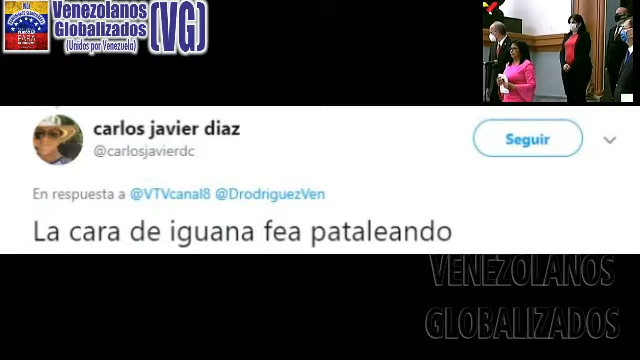 Venezolanos
Globalizados
(Unidos por Venezuela)
(VG)
carlos javier diaz
@carlosjavierdc
Seguir
En respuesta a @VTVcanal8 @DrodriguezVen
La cara de iguana fea pataleando
VENEZOLANOS
GLOBALIZADOS